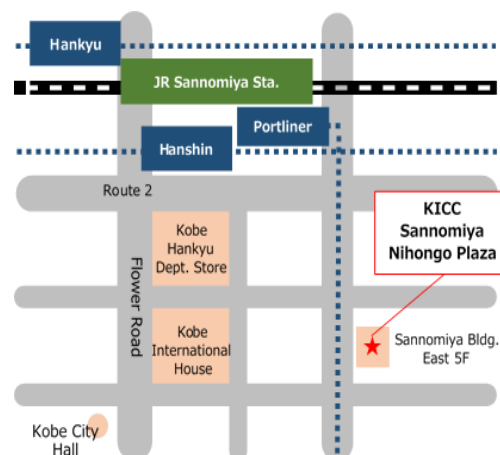 Hankyu
JR Sannomiya Sta.
Portliner
Hanshin
Route 2
KICC
Sannomiya
Nihongo Plaza
Kobe
Hankyu
Dept. Store
Flower Road
Kobe
International
House
Sannomiya Bldg.
East 5F
Kobe City
Hall